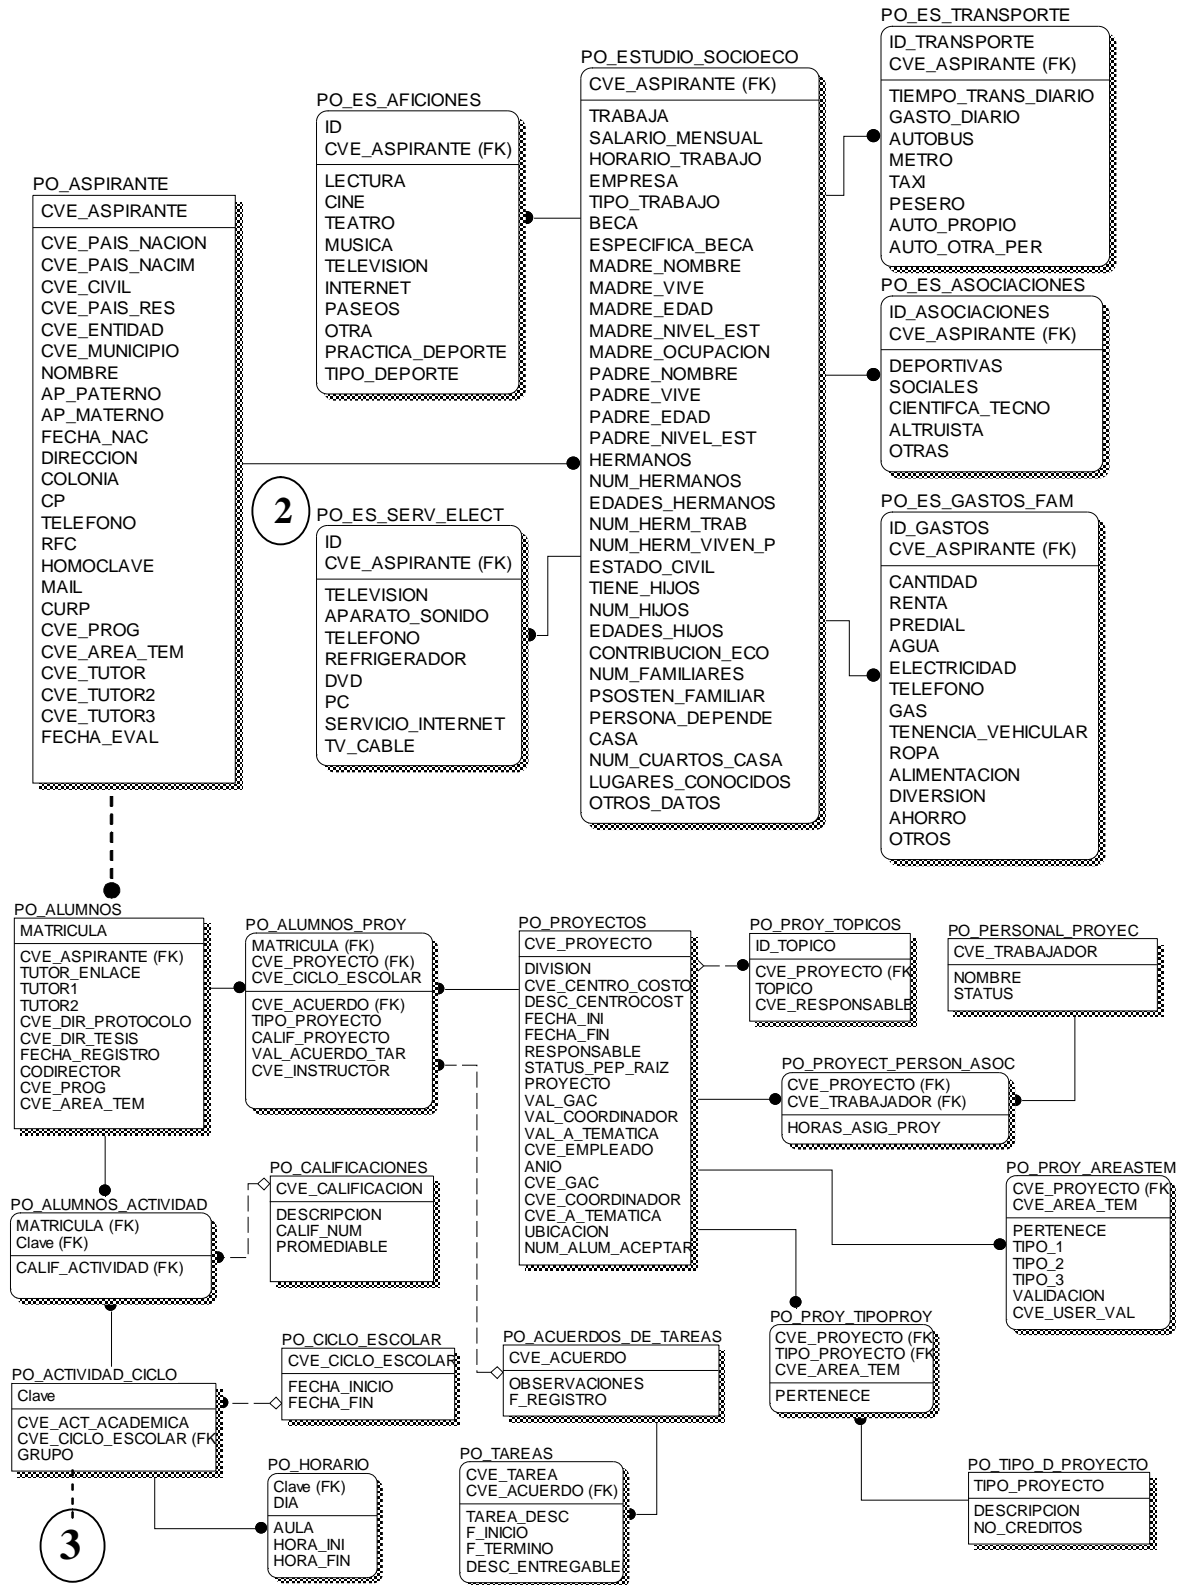 PO_ES_TRANSPORTE
ID_TRANSPORTE
CVE_ASPIRANTE (FK)
TIEMPO_TRANS_DIARIO
GASTO_DIARIO
AUTOBUS
METRO
TAXI
PESERO
AUTO_PROPIO
AUTO_OTRA_PER
PO_ESTUDIO_SOCIOECO
CVE_ASPIRANTE (FK)
TRABAJA
SALARIO_MENSUAL
HORARIO_TRABAJO
EMPRESA
TIPO_TRABAJO
BECA
ESPECIFICA_BECA
MADRE_NOMBRE
MADRE_VIVE
MADRE_EDAD
MADRE_NIVEL_EST
MADRE_OCUPACION
PADRE_NOMBRE
PADRE_VIVE
PADRE_EDAD
PADRE_NIVEL_EST
HERMANOS
NUM_HERMANOS
EDADES_HERMANOS
NUM_HERM_TRAB
NUM_HERM_VIVEN_P
ESTADO_CIVIL
TIENE_HIJOS
NUM_HIJOS
EDADES_HIJOS
CONTRIBUCION_ECO
NUM_FAMILIARES
PSOSTEN_FAMILIAR
PERSONA_DEPENDE
CASA
NUM_CUARTOS_CASA
LUGARES_CONOCIDOS
OTROS_DATOS
PO_ES_AFICIONES
ID
CVE_ASPIRANTE (FK)
LECTURA
CINE
TEATRO
MUSICA
TELEVISION
INTERNET
PASEOS
OTRA
PRACTICA_DEPORTE
TIPO_DEPORTE
PO_ASPIRANTE
CVE_ASPIRANTE
CVE_PAIS_NACION
CVE_PAIS_NACIM
CVE_CIVIL
CVE_PAIS_RES
CVE_ENTIDAD
CVE_MUNICIPIO
NOMBRE
AP_PATERNO
AP_MATERNO
FECHA_NAC
DIRECCION
COLONIA
CP
TELEFONO
RFC
HOMOCLAVE
MAIL
CURP
CVE_PROG
CVE_AREA_TEM
CVE_TUTOR
CVE_TUTOR2
CVE_TUTOR3
FECHA_EVAL
PO_ES_ASOCIACIONES
ID_ASOCIACIONES
CVE_ASPIRANTE (FK)
DEPORTIVAS
SOCIALES
CIENTIFCA_TECNO
ALTRUISTA
OTRAS
2
PO_ES_SERV_ELECT
ID
CVE_ASPIRANTE (FK)
TELEVISION
APARATO_SONIDO
TELEFONO
REFRIGERADOR
DVD
PC
SERVICIO_INTERNET
TV_CABLE
PO_ES_GASTOS_FAM
ID_GASTOS
CVE_ASPIRANTE (FK)
CANTIDAD
RENTA
PREDIAL
AGUA
ELECTRICIDAD
TELEFONO
GAS
TENENCIA_VEHICULAR
ROPA
ALIMENTACION
DIVERSION
AHORRO
OTROS
PO_ALUMNOS
MATRICULA
CVE_ASPIRANTE (FK)
TUTOR_ENLACE
TUTOR1
TUTOR2
CVE_DIR_PROTOCOLO
CVE_DIR_TESIS
FECHA_REGISTRO
CODIRECTOR
CVE_PROG
CVE_AREA_TEM
PO_ALUMNOS_PROY
MATRICULA (FK)
CVE_PROYECTO (FK)
CVE_CICLO_ESCOLAR
CVE_ACUERDO (FK)
TIPO_PROYECTO
CALIF_PROYECTO
VAL_ACUERDO_TAR
CVE_INSTRUCTOR
PO_PROYECTOS
CVE_PROYECTO
DIVISION
CVE_CENTRO_COSTO
DESC_CENTROCOST
FECHA_INI
FECHA_FIN
RESPONSABLE
STATUS_PEP_RAIZ
PROYECTO
VAL_GAC
VAL_COORDINADOR
VAL_A_TEMATICA
CVE_EMPLEADO
ANIO
CVE_GAC
CVE_COORDINADOR
CVE_A_TEMATICA
UBICACION
NUM_ALUM_ACEPTAR
PO_PROY_TOPICOS
ID_TOPICO
CVE_PROYECTO (FK
TOPICO
CVE_RESPONSABLE
PO_PERSONAL_PROYEC
CVE_TRABAJADOR
NOMBRE
STATUS
PO_PROYECT_PERSON_ASOC
CVE_PROYECTO (FK)
CVE_TRABAJADOR (FK)
HORAS_ASIG_PROY
PO_PROY_AREASTEM
CVE_PROYECTO (FK
CVE_AREA_TEM
PERTENECE
TIPO_1
TIPO_2
TIPO_3
VALIDACION
CVE_USER_VAL
PO_CALIFICACIONES
CVE_CALIFICACION
DESCRIPCION
CALIF_NUM
PROMEDIABLE
PO_ALUMNOS_ACTIVIDAD
MATRICULA (FK)
Clave (FK)
CALIF_ACTIVIDAD (FK)
PO_PROY_TIPOPROY
CVE_PROYECTO (FK
TIPO_PROYECTO (FK
CVE_AREA_TEM
PERTENECE
PO_CICLO_ESCOLAR
CVE_CICLO_ESCOLAR
FECHA_INICIO
FECHA_FIN
PO_ACUERDOS_DE_TAREAS
CVE_ACUERDO
OBSERVACIONES
F_REGISTRO
PO_ACTIVIDAD_CICLO
Clave
CVE_ACT_ACADEMICA
CVE_CICLO_ESCOLAR (FK
GRUPO
PO_HORARIO
Clave (FK)
DIA
AULA
HORA_INI
HORA_FIN
PO_TAREAS
CVE_TAREA
CVE_ACUERDO (FK)
TAREA_DESC
F_INICIO
F_TERMINO
DESC_ENTREGABLE
PO_TIPO_D_PROYECTO
TIPO_PROYECTO
DESCRIPCION
NO_CREDITOS
3